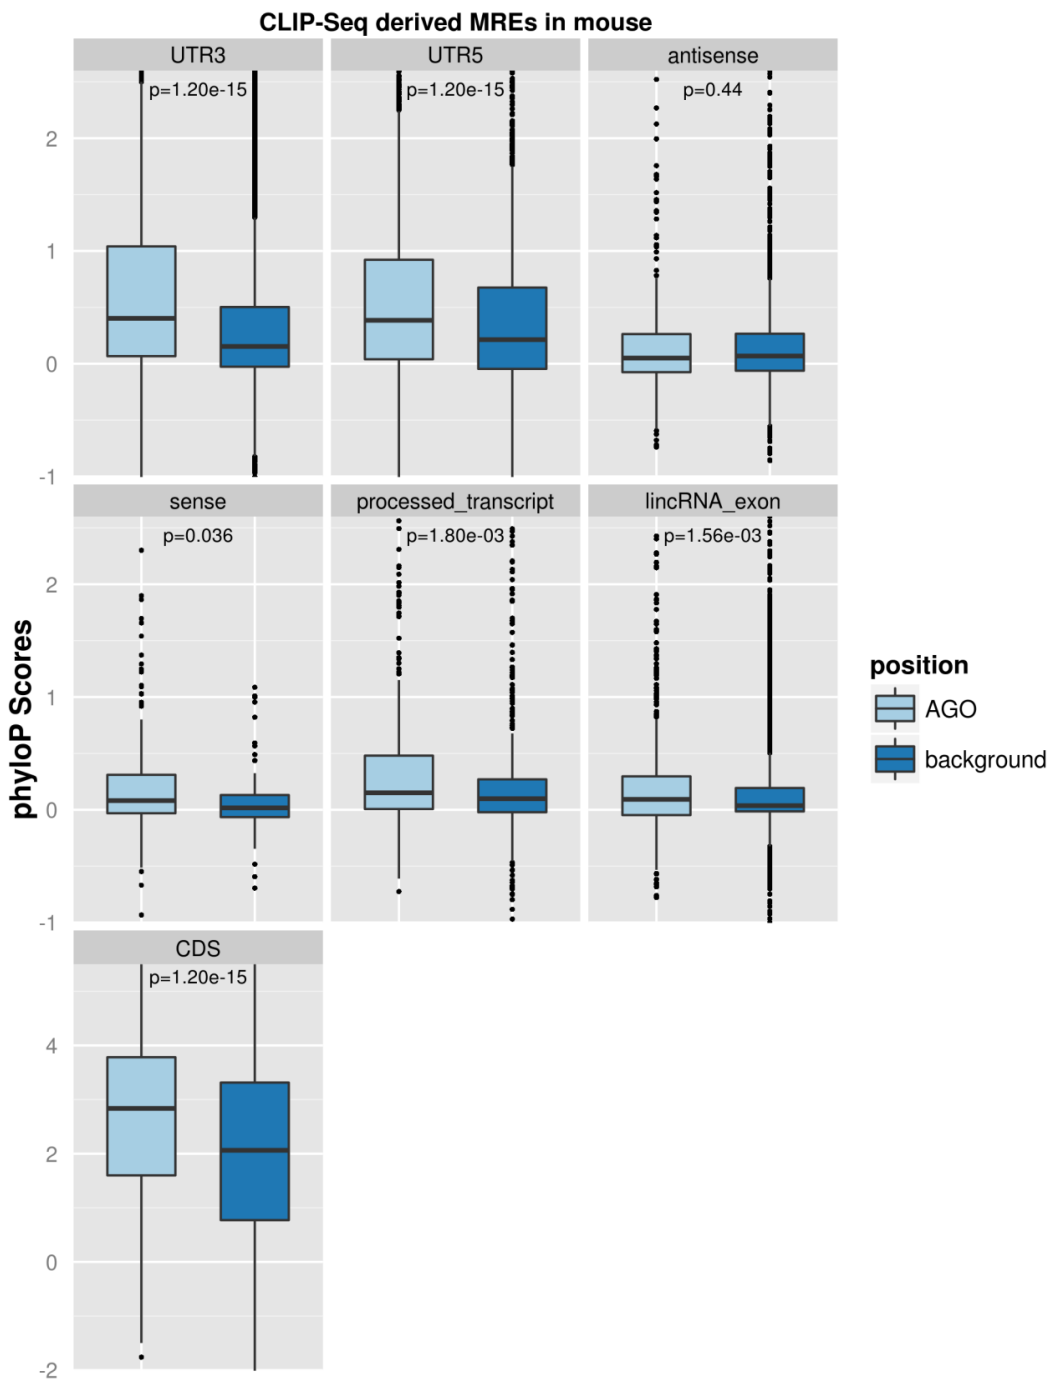 CLIP-Seq derived MREs in mouse
UTR3 UTR5 antisense
p=1.20e-15 p=1.20e-15 p=0.44
2
1
0
-1
sense processed_transcript lincRNA_exon
p=0.036 p=1.80e-03 p=1.56e-03
2
1
0
-1
phyloP Scores
position
AGO
background
CDS
p=1.20e-15
4
2
0
-2